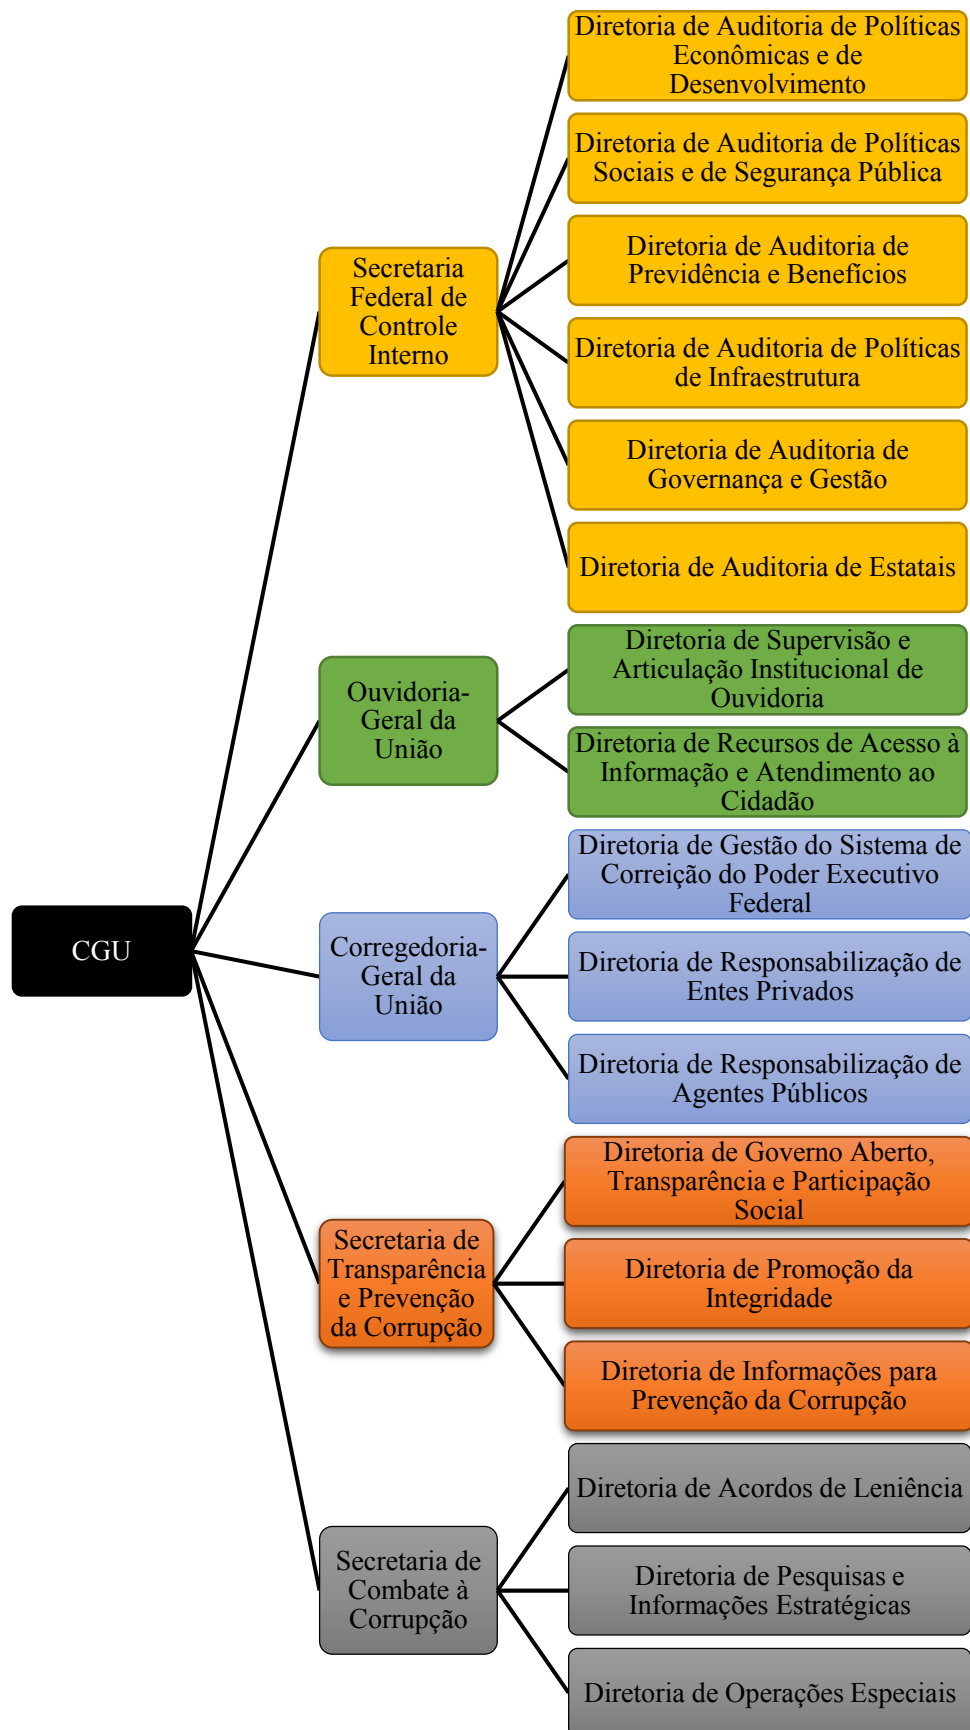 CGU
Secretaria
Federal de
Controle
Interno
Diretoria de Auditoria de Políticas
Econômicas e de
Desenvolvimento
Diretoria de Auditoria de Políticas
Sociais e de Segurança Pública
Diretoria de Auditoria de
Previdência e Benefícios
Diretoria de Auditoria de Políticas
de Infraestrutura
Diretoria de Auditoria de
Governança e Gestão
Diretoria de Auditoria de Estatais
Ouvidoria-
Geral da
União
Diretoria de Supervisão e
Articulação Institucional de
Ouvidoria
Diretoria de Recursos de Acesso à
Informação e Atendimento ao
Cidadão
Corregedoria-
Geral da
União
Diretoria de Gestão do Sistema de
Correição do Poder Executivo
Federal
Diretoria de Responsabilização de
Entes Privados
Diretoria de Responsabilização de
Agentes Públicos
Secretaria de
Transparência
e Prevenção
da Corrupção
Diretoria de Governo Aberto,
Transparência e Participação
Social
Diretoria de Promoção da
Integridade
Diretoria de Informações para
Prevenção da Corrupção
Secretaria de
Combate à
Corrupção
Diretoria de Acordos de Leniência
Diretoria de Pesquisas e
Informações Estratégicas
Diretoria de Operações Especiais